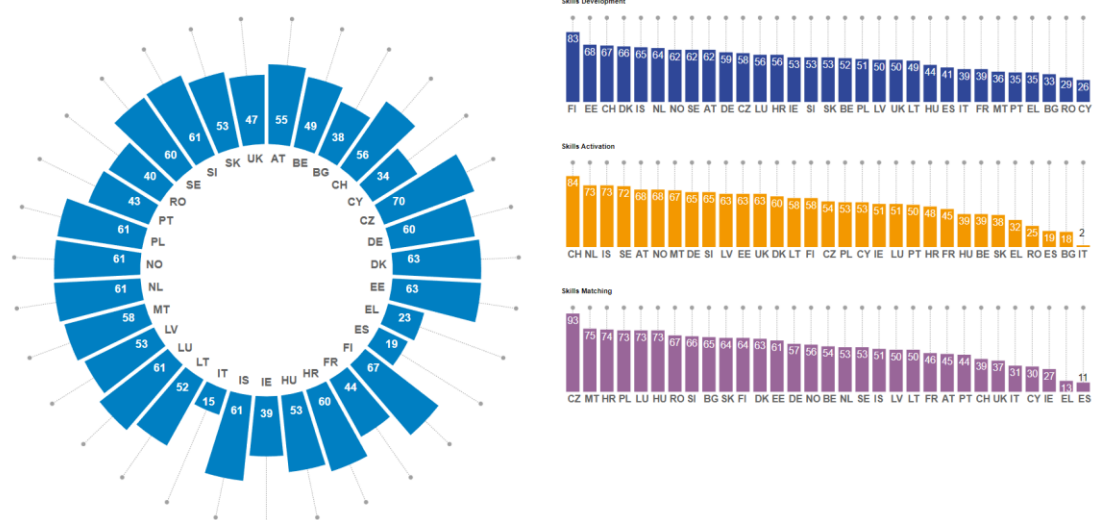 55 AT
49 BE
38 BG
56 CH
34 CY
70 CZ
60 DE
63 DK
63 EE
23 EL
19 ES
67 FI
44 FR
60 HR
53 HU
39 IE
61 IS
15 IT
52 LT
61 LU
53 LV
58 MT
61 NL
61 NO
61 PL
43 PT
40 RO
60 SE
61 SI
53 SK
47 UK
Skills Development
83 68 67 66 65 64 62 62 62 59 58 56 56 53 53 53 52 51 50 50 49 44 41 39 39 36 35 35 33 29 26
FI EE CH DK IS NL NO SE AT DE CZ LU HR IE SI SK BE PL LV UK LT HU ES IT FR MT PT EL BG RO CY
Skills Activation
84 73 73 72 68 68 67 65 65 63 63 63 60 58 58 54 53 53 51 51 50 48 45 39 39 38 32 25 19 18 2
CH NL IS SE AT NO MT DE SI LV EE UK DK LT FI CZ PL CY IE LU PT HR FR HU BE SK EL RO ES BG IT
Skills Matching
93 75 74 73 73 73 67 66 65 64 64 63 61 57 56 54 53 53 51 50 50 46 45 44 39 37 31 30 27 13 11
CZ MT HR PL LU HU RO SI BG SK FI DK EE DE NO BE NL SE IS LV LT FR AT PT CH UK IT CY IE EL ES